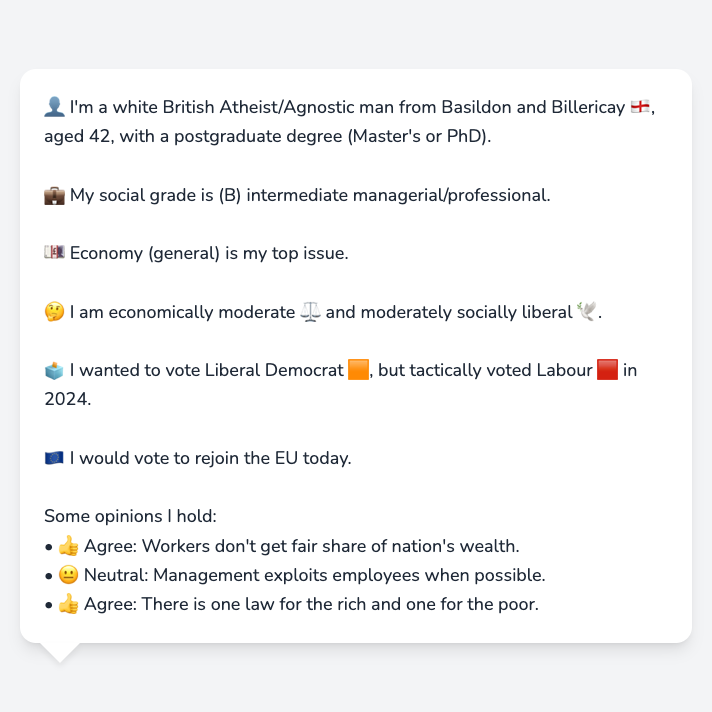 👤 I'm a white British Atheist/Agnostic man from Basildon and Billericay 🏴󠁧󠁢󠁥󠁮󠁧󠁿,
aged 42, with a postgraduate degree (Master's or PhD).
💼 My social grade is (B) intermediate managerial/professional.
💷 Economy (general) is my top issue.
🤔 I am economically moderate ⚖️ and moderately socially liberal 🕊️.
🗳️ I wanted to vote Liberal Democrat 🟧, but tactically voted Labour 🟥 in
2024.
🇪🇺 I would vote to rejoin the EU today.
Some opinions I hold:
• 👍 Agree: Workers don't get fair share of nation's wealth.
• 😐 Neutral: Management exploits employees when possible.
• 👍 Agree: There is one law for the rich and one for the poor.